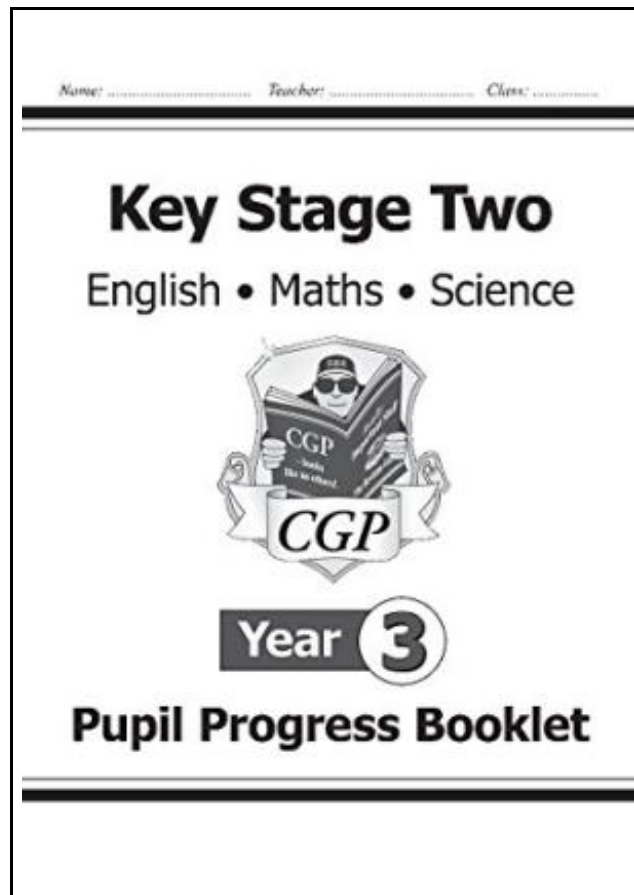 Name: ................................ Teacher: ................................ Class: ...............
Key Stage Two
English • Maths • Science
CGP
CGP
Year 3
Pupil Progress Booklet